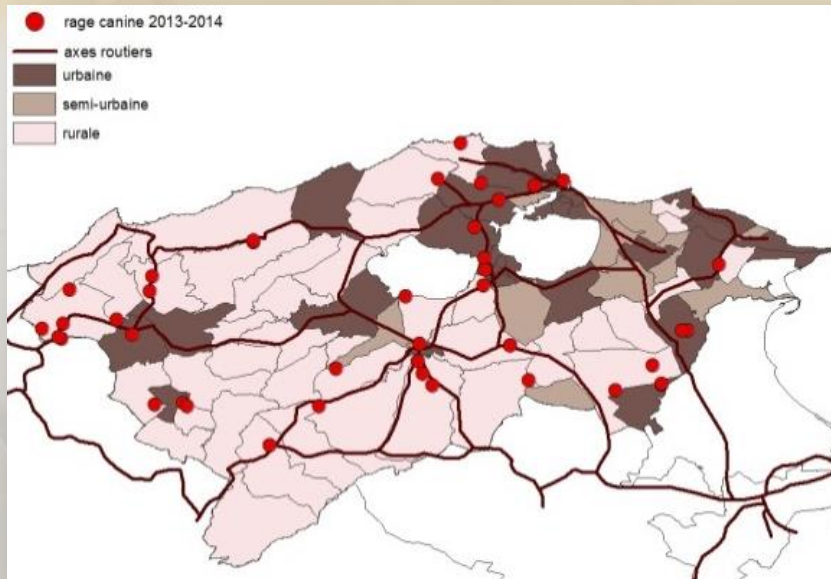 rage canine 2013-2014
axes routiers
urbaine
semi-urbaine
rurale